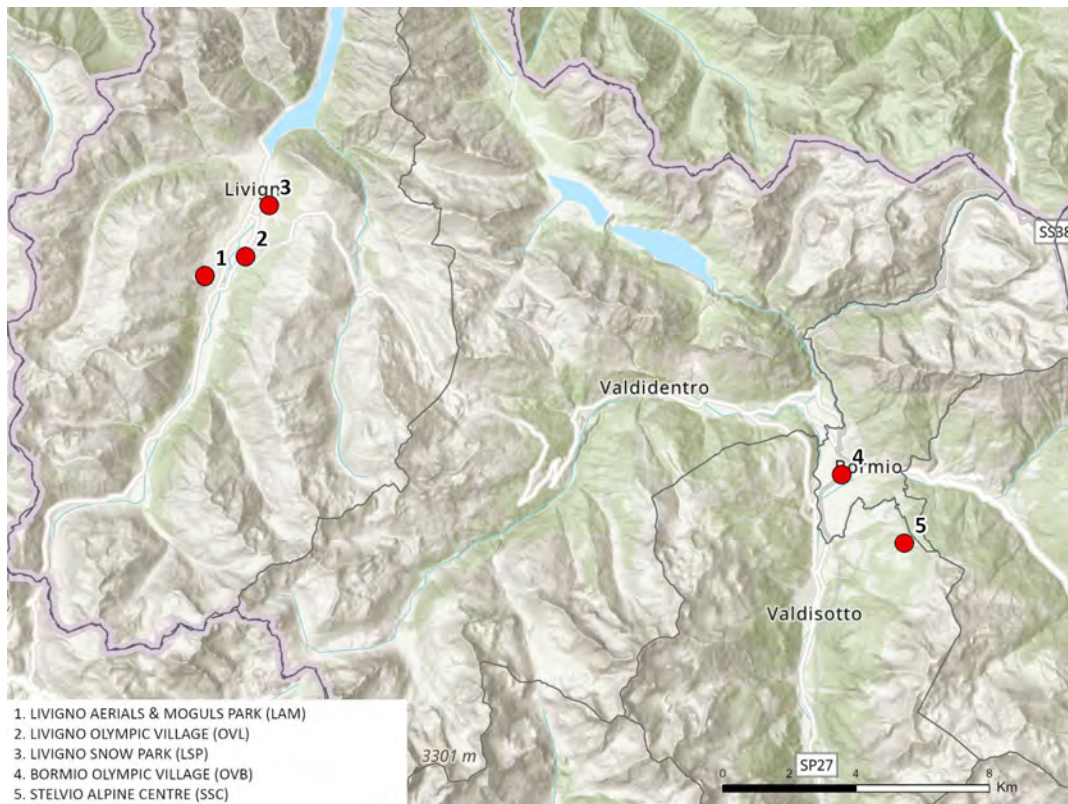 Livign
3
2
1
SS38
Valdidentro
4
Bormio
5
Valdisotto
1. LIVIGNO AERIALS & MOGULS PARK (LAM)
2. LIVIGNO OLYMPIC VILLAGE (OVL)
3. LIVIGNO SNOW PARK (LSP)
4. BORMIO OLYMPIC VILLAGE (OVB)
5. STELVIO ALPINE CENTRE (SSC)
3301 m
SP27
0 2 4 8
Km